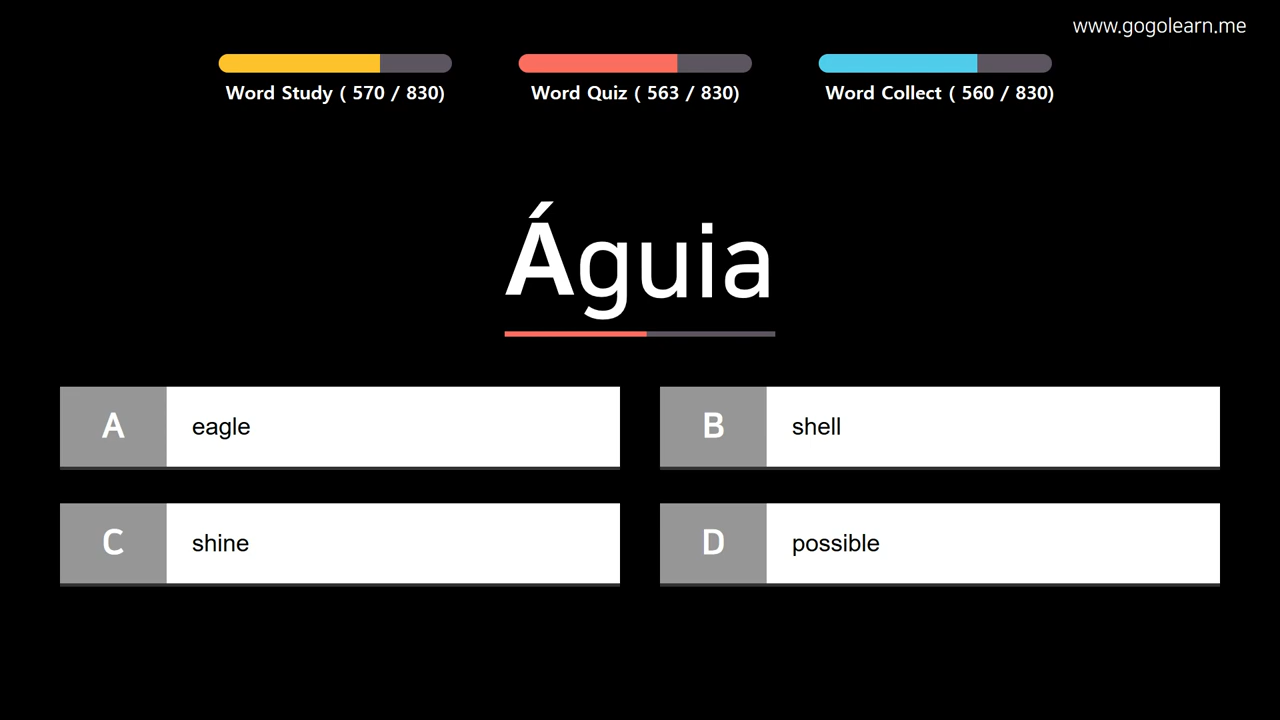 www.gogolearn.me
Word Study ( 570 / 830)
Word Quiz ( 563 / 830)
Word Collect ( 560 / 830)
Águia
A eagle
B shell
C shine
D possible